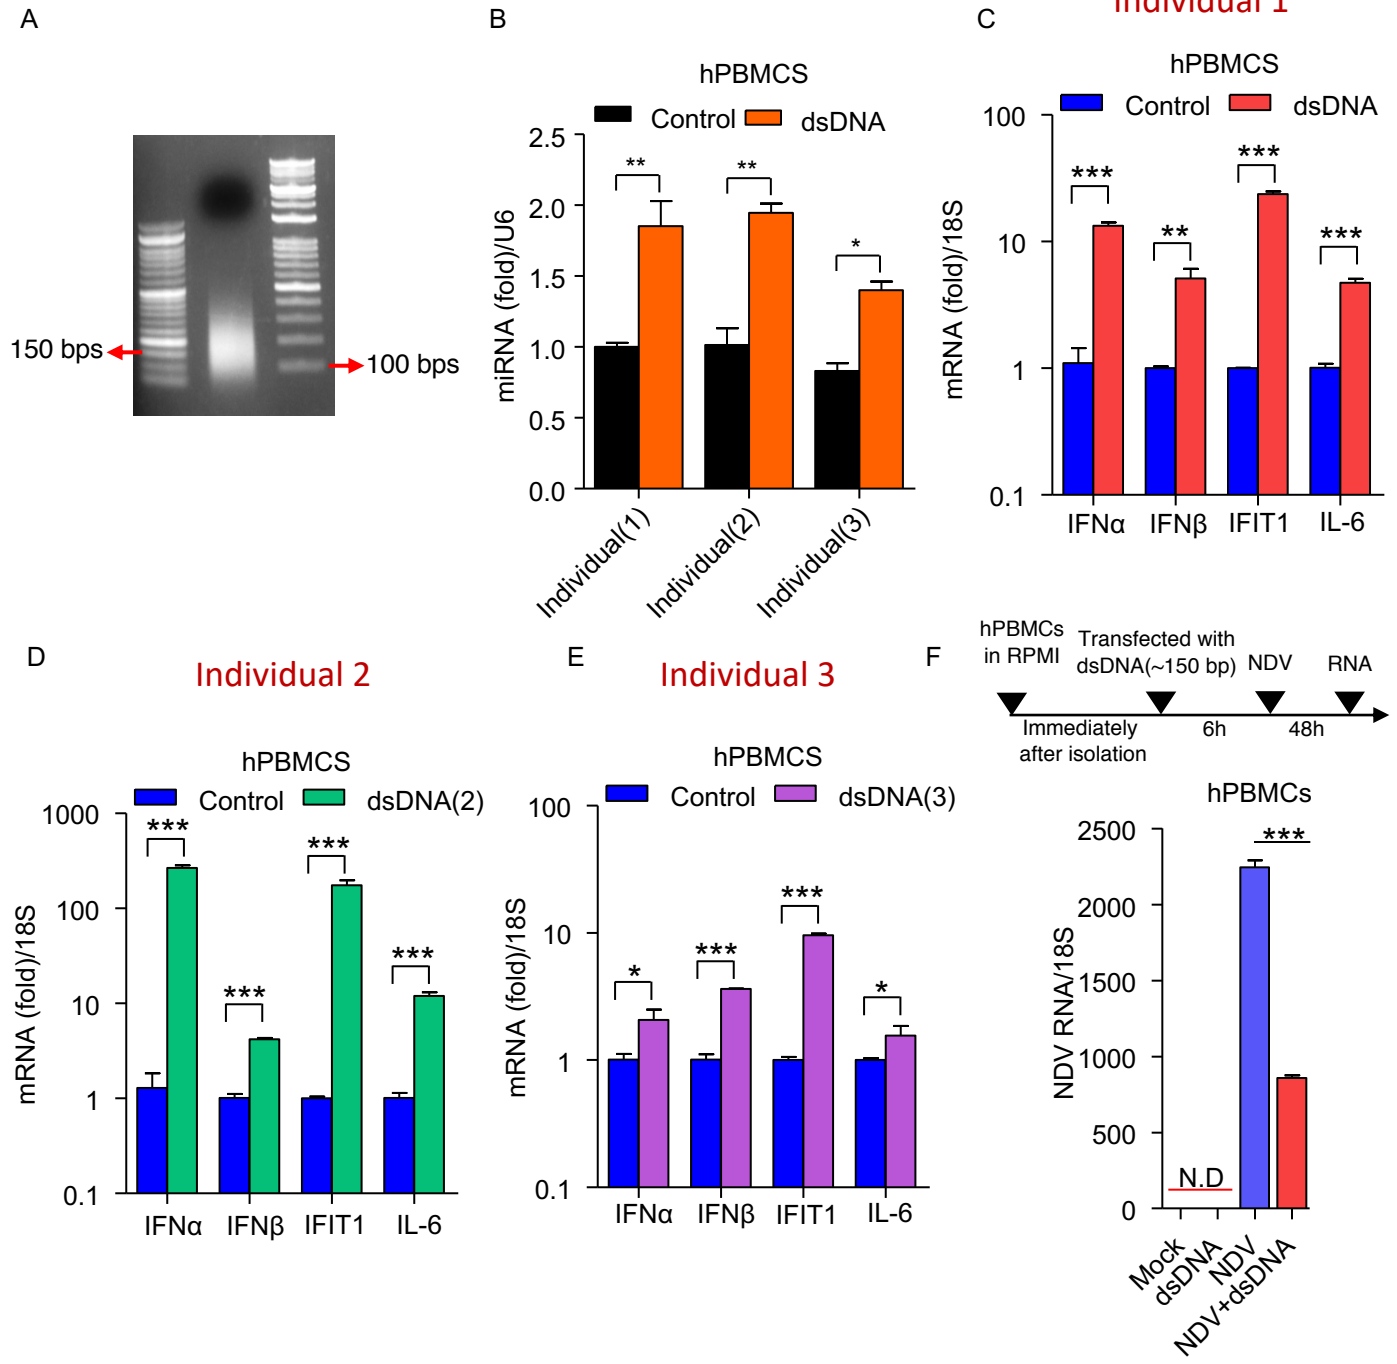 A
150 bps
100 bps
B
hPBMCS
Control dsDNA
miRNA (fold)/U6
2.5
2.0
1.5
1.0
0.5
0.0
**
**
*
Individual(1)
Individual(2)
Individual(3)
Individual 1
C
hPBMCS
Control dsDNA
mRNA (fold)/18S
100
10
1
0.1
***
**
***
***
IFNα IFNβ IFIT1 IL-6
D
Individual 2
hPBMCS
Control dsDNA(2)
mRNA (fold)/18S
1000
100
10
1
0.1
***
***
***
***
IFNα IFNβ IFIT1 IL-6
E
Individual 3
hPBMCS
Control dsDNA(3)
mRNA (fold)/18S
100
10
1
0.1
*
***
***
*
IFNα IFNβ IFIT1 IL-6
F
hPBMCs
in RPMI
Transfected with
dsDNA(~150 bp)
NDV
RNA
Immediately
after isolation
6h
48h
hPBMCs
NDV RNA/18S
2500
2000
1500
1000
500
0
***
N.D
Mock
dsDNA
NDV
NDV+dsDNA